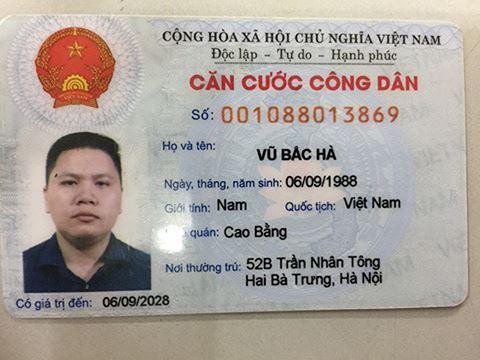 CỘNG HÒA XÃ HỘI CHỦ NGHĨA VIỆT NAM
Độc lập - Tự do - Hạnh phúc
CĂN CƯỚC CÔNG DÂN
Số: 001088013869
Họ và tên:
VŨ BẮC HÀ
Ngày, tháng, năm sinh: 06/09/1988
Giới tính: Nam Quốc tịch: Việt Nam
quán: Cao Bằng
Nơi thường trú: 52B Trần Nhân Tông
Hai Bà Trưng, Hà Nội
Có giá trị đến: 06/09/2028